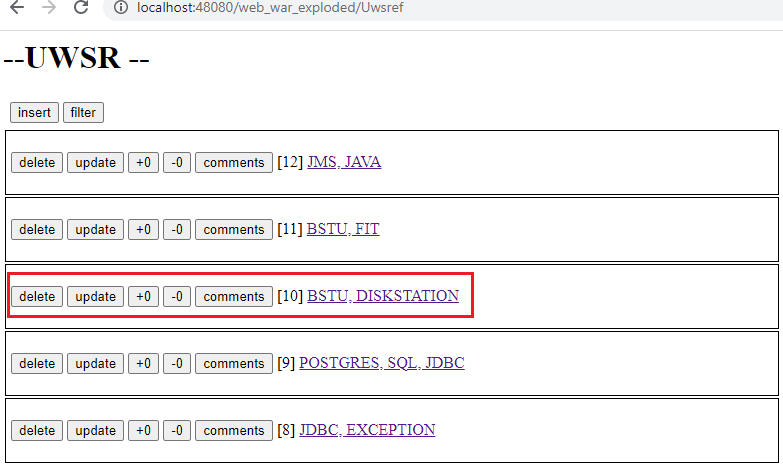 localhost:48080/web_war_exploded/Uwsref
--UWSR --
insert filter
delete update +0 -0 comments [12] JMS, JAVA
delete update +0 -0 comments [11] BSTU, FIT
delete update +0 -0 comments [10] BSTU, DISKSTATION
delete update +0 -0 comments [9] POSTGRES, SQL, JDBC
delete update +0 -0 comments [8] JDBC, EXCEPTION